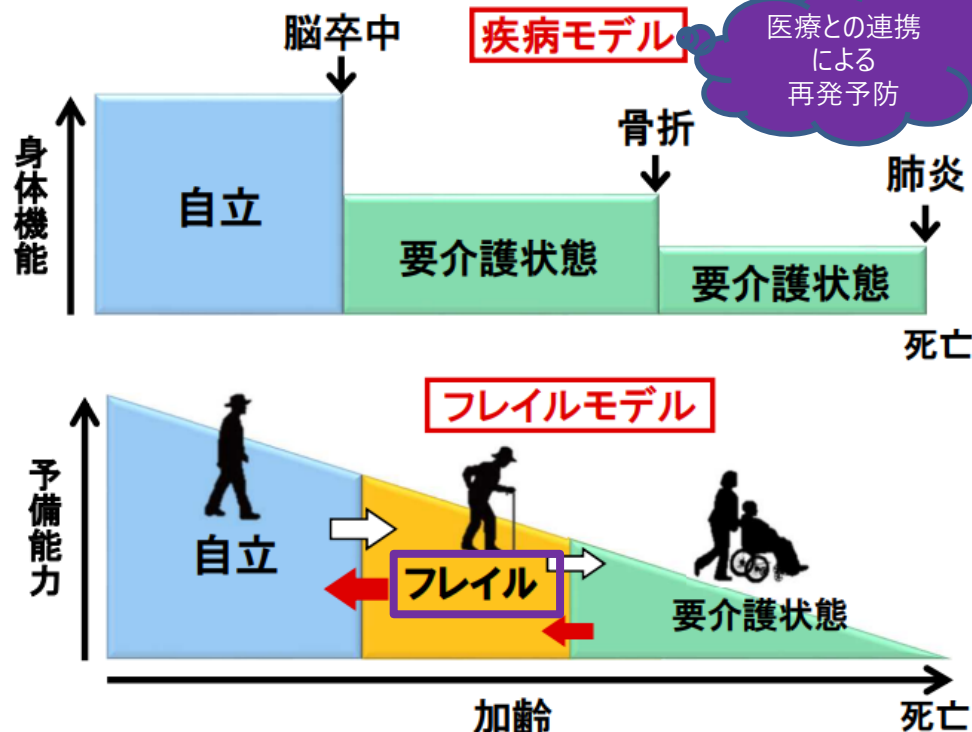 脳卒中
疾病モデル
医療との連携
による
再発予防
骨折
肺炎
身体機能
自立
要介護状態
要介護状態
死亡
フレイルモデル
予備能力
自立
フレイル
要介護状態
加齢
死亡